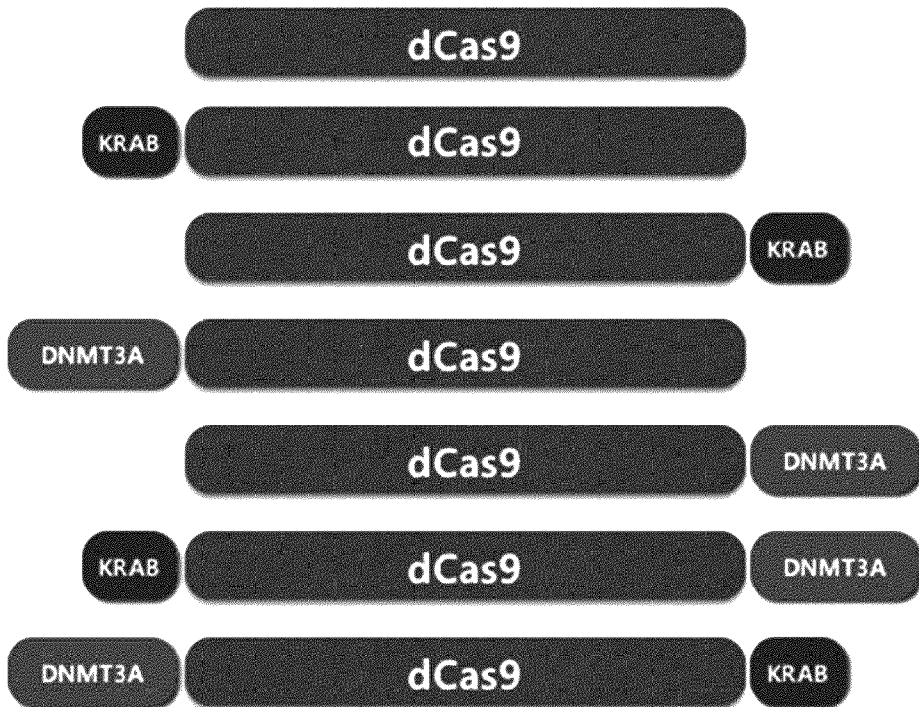 dCas9
KRAB dCas9
dCas9 KRAB
DNMT3A dCas9
dCas9 DNMT3A
KRAB dCas9 DNMT3A
DNMT3A dCas9 KRAB